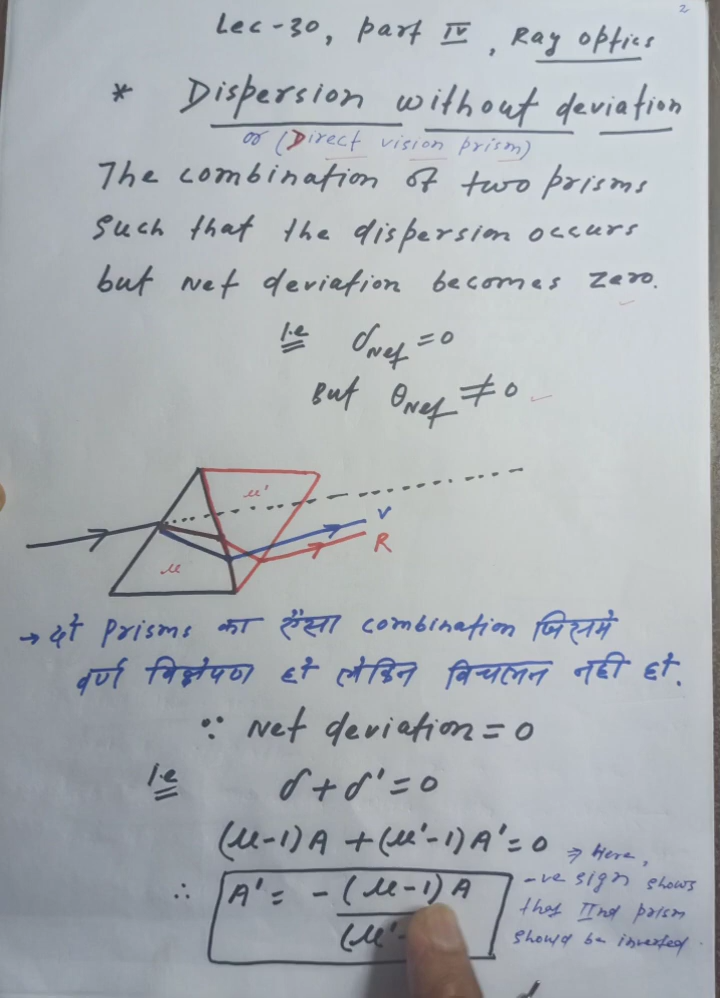 2
Lec-30, part IV, Ray optics
* Dispersion without deviation
or (Direct vision prism)
The combination of two prisms
such that the dispersion occurs
but Net deviation becomes zero.
I.e δNet = 0
But θNet ≠ 0
μ'
V
R
μ
→ दो Prisms का ऐसा combination जिसमे
वर्ण विक्षेपण हो लेकिन विचलन नही हो.
∵ Net deviation = 0
I.e δ + δ' = 0
(μ-1)A + (μ'-1)A' = 0 ⇒ Here,
∴ A' = - (μ-1)A
(μ'-
-ve sign shows
that IInd prism
should be inverted.